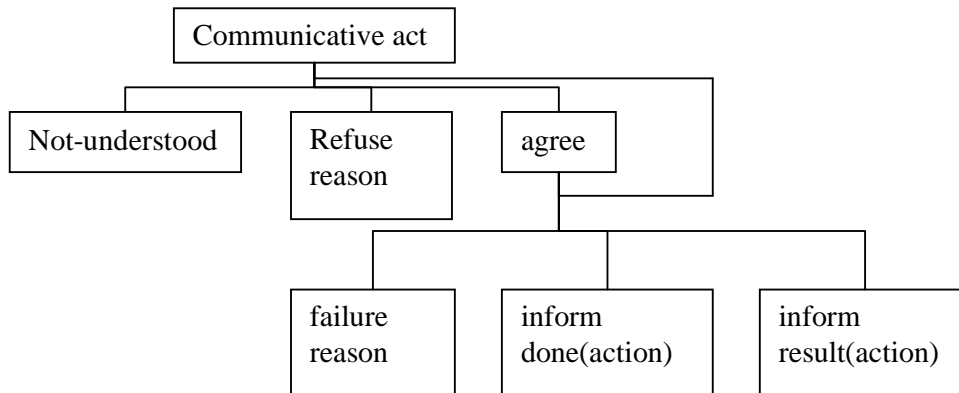 Communicative act
Not-understood
Refuse
reason
agree
failure
reason
inform
done(action)
inform
result(action)